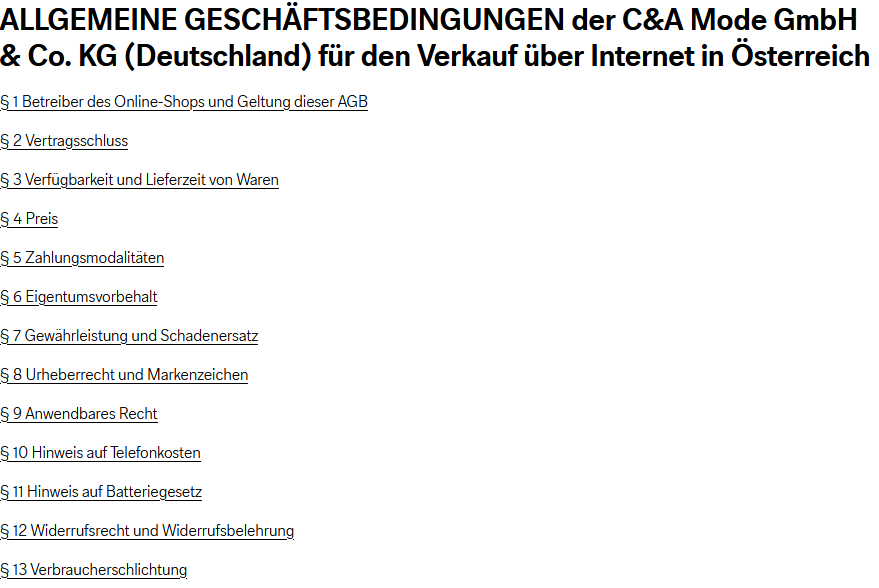 ALLGEMEINE GESCHÄFTSBEDINGUNGEN der C&A Mode GmbH
& Co. KG (Deutschland) für den Verkauf über Internet in Österreich
§ 1 Betreiber des Online-Shops und Geltung dieser AGB
§ 2 Vertragsschluss
§ 3 Verfügbarkeit und Lieferzeit von Waren
§ 4 Preis
§ 5 Zahlungsmodalitäten
§ 6 Eigentumsvorbehalt
§ 7 Gewährleistung und Schadenersatz
§ 8 Urheberrecht und Markenzeichen
§ 9 Anwendbares Recht
§ 10 Hinweis auf Telefonkosten
§ 11 Hinweis auf Batteriegesetz
§ 12 Widerrufsrecht und Widerrufsbelehrung
§ 13 Verbraucherschlichtung